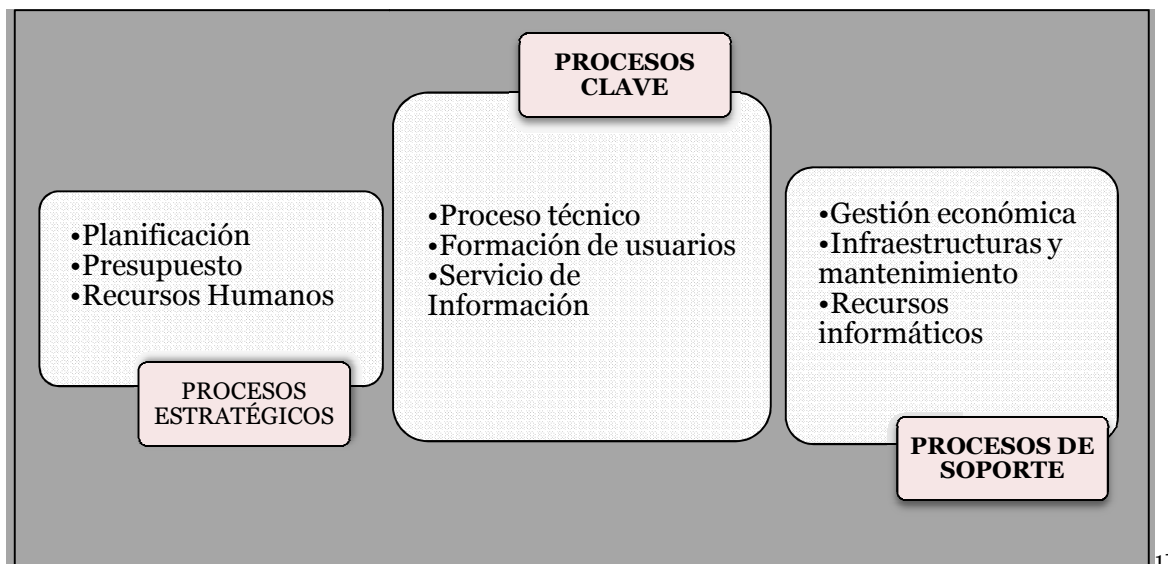 PROCESOS
CLAVE
•Planificación
•Presupuesto
•Recursos Humanos
PROCESOS
ESTRATÉGICOS
•Proceso técnico
•Formación de usuarios
•Servicio de
Información
•Gestión económica
•Infraestructuras y
mantenimiento
•Recursos
informáticos
PROCESOS DE
SOPORTE